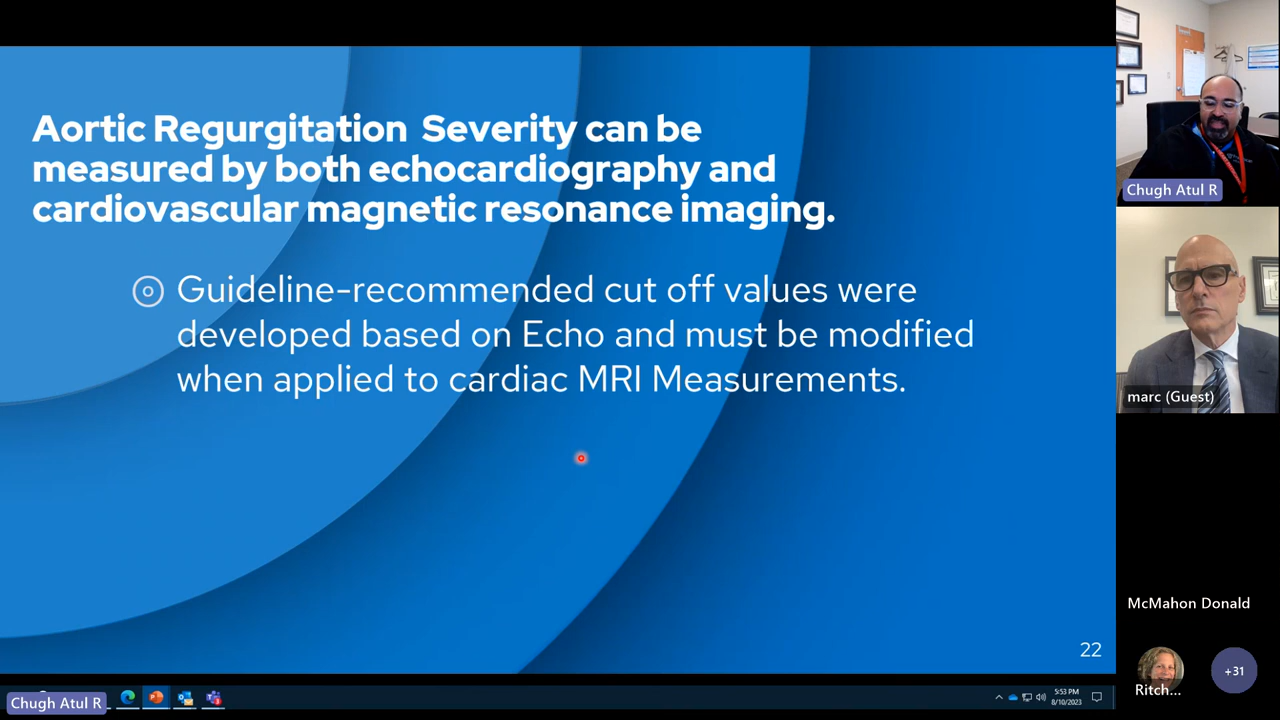 Aortic Regurgitation Severity can be
measured by both echocardiography and
cardiovascular magnetic resonance imaging.
Guideline-recommended cut off values were
developed based on Echo and must be modified
when applied to cardiac MRI Measurements.
22
Chugh Atul R
marc (Guest)
McMahon Donald
Ritch...
+31
Chugh Atul R
5:53 PM
8/10/2023